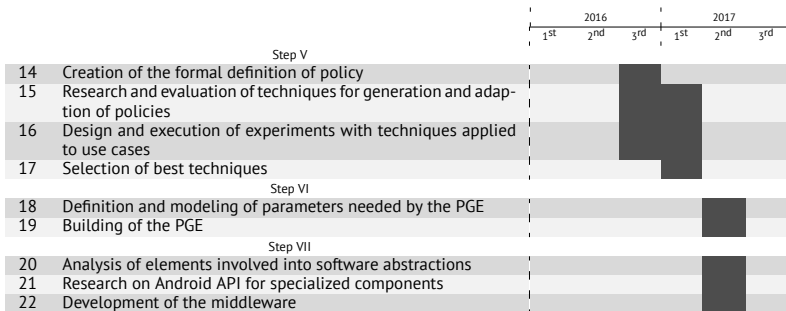 2016 2017
1st 2nd 3rd 1st 2nd 3rd
Step V
14 Creation of the formal definition of policy
15 Research and evaluation of techniques for generation and adap-
tion of policies
16 Design and execution of experiments with techniques applied
to use cases
17 Selection of best techniques
Step VI
18 Definition and modeling of parameters needed by the PGE
19 Building of the PGE
Step VII
20 Analysis of elements involved into software abstractions
21 Research on Android API for specialized components
22 Development of the middleware